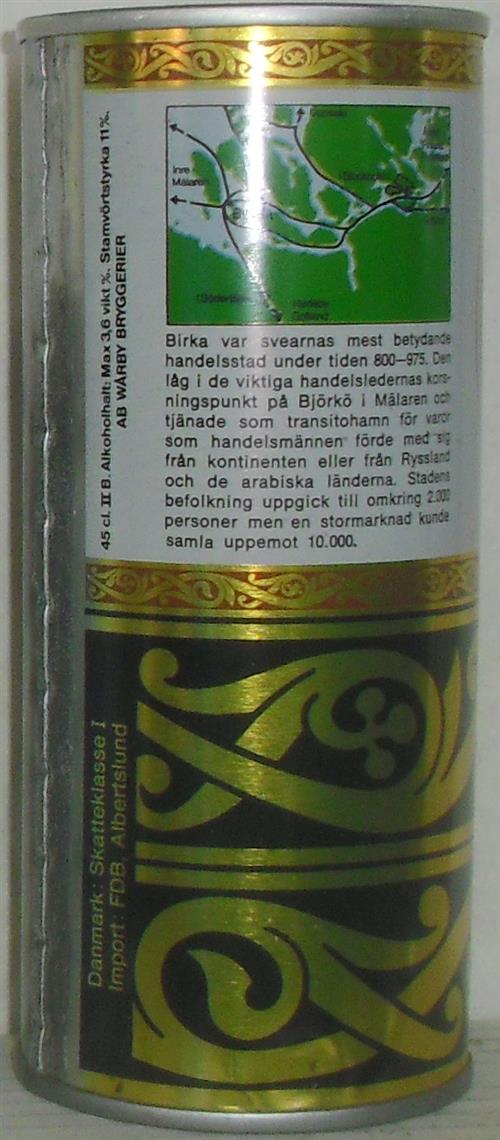 45 cl. II B. Alkoholhalt: Max 3,6 vikt %. Stamvörtstyrka 11%.
AB WÅRBY BRYGGERIER
Inre
Mälaren
Gotland
Birka var svearnas mest betydande
handelsstad under tiden 800–975. Den
låg i de viktiga handelsledernas kors-
ningspunkt på Björkö i Mälaren och
tjänade som transitohamn för varor
som handelsmännen förde med sig
från kontinenten eller från Ryssland
och de arabiska länderna. Stadens
befolkning uppgick till omkring 2.000
personer men en stormarknad kunde
samla uppemot 10.000.
Danmark: Skatteklasse I
Import: FDB, Albertslund